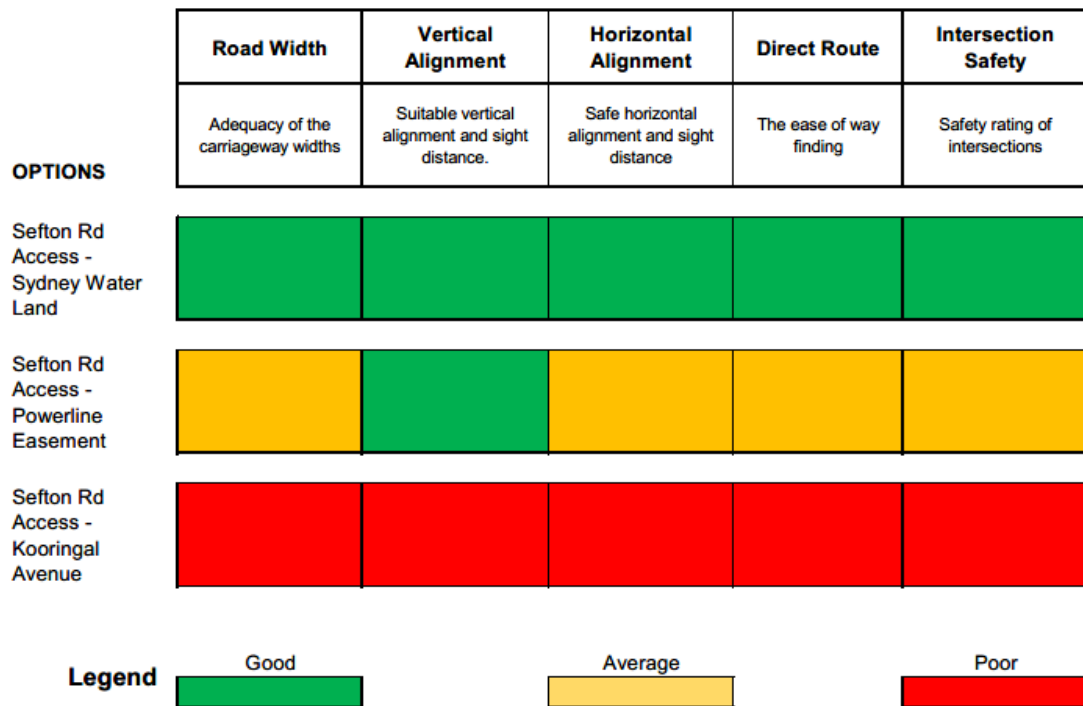 Road Width
Vertical
Alignment
Horizontal
Alignment
Direct Route
Intersection
Safety
OPTIONS
Adequacy of the
carriageway widths
Suitable vertical
alignment and sight
distance.
Safe horizontal
alignment and sight
distance
The ease of way
finding
Safety rating of
intersections
Sefton Rd
Access -
Sydney Water
Land
Sefton Rd
Access -
Powerline
Easement
Sefton Rd
Access -
Kooringal
Avenue
Legend
Good
Average
Poor